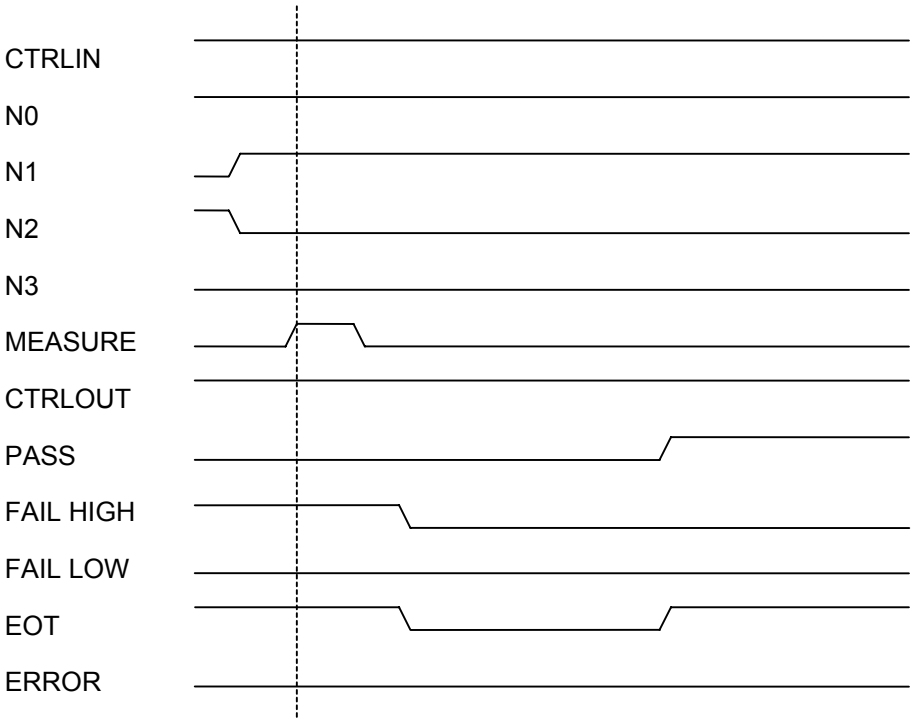 CTRLIN
N0
N1
N2
N3
MEASURE
CTRLOUT
PASS
FAIL HIGH
FAIL LOW
EOT
ERROR